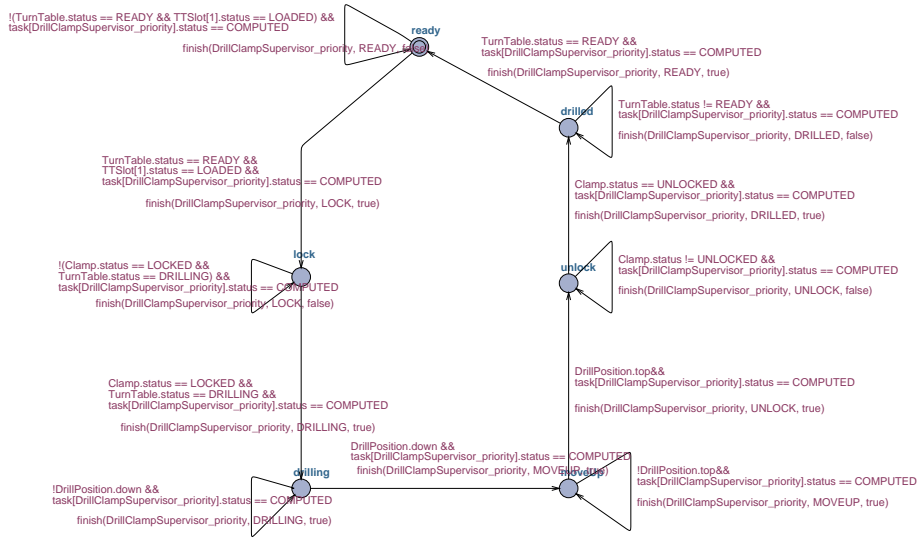 !(TurnTable.status == READY && TTSlot[1].status == LOADED) &&
task[DrillClampSupervisor_priority].status == COMPUTED
finish(DrillClampSupervisor_priority, READY, false)
ready
TurnTable.status == READY &&
task[DrillClampSupervisor_priority].status == COMPUTED
finish(DrillClampSupervisor_priority, READY, true)
drilled
TurnTable.status != READY &&
task[DrillClampSupervisor_priority].status == COMPUTED
finish(DrillClampSupervisor_priority, DRILLED, false)
TurnTable.status == READY &&
TTSlot[1].status == LOADED &&
task[DrillClampSupervisor_priority].status == COMPUTED
finish(DrillClampSupervisor_priority, LOCK, true)
Clamp.status == UNLOCKED &&
task[DrillClampSupervisor_priority].status == COMPUTED
finish(DrillClampSupervisor_priority, DRILLED, true)
lock
!(Clamp.status == LOCKED &&
TurnTable.status == DRILLING) &&
task[DrillClampSupervisor_priority].status == COMPUTED
finish(DrillClampSupervisor_priority, LOCK, false)
unlock
Clamp.status != UNLOCKED &&
task[DrillClampSupervisor_priority].status == COMPUTED
finish(DrillClampSupervisor_priority, UNLOCK, false)
Clamp.status == LOCKED &&
TurnTable.status == DRILLING &&
task[DrillClampSupervisor_priority].status == COMPUTED
finish(DrillClampSupervisor_priority, DRILLING, true)
DrillPosition.top&&
task[DrillClampSupervisor_priority].status == COMPUTED
finish(DrillClampSupervisor_priority, UNLOCK, true)
DrillPosition.down &&
task[DrillClampSupervisor_priority].status == COMPUTED
finish(DrillClampSupervisor_priority, MOVEUP, true)
drilling
!DrillPosition.down &&
task[DrillClampSupervisor_priority].status == COMPUTED
finish(DrillClampSupervisor_priority, DRILLING, true)
moveup
!DrillPosition.top&&
task[DrillClampSupervisor_priority].status == COMPUTED
finish(DrillClampSupervisor_priority, MOVEUP, true)